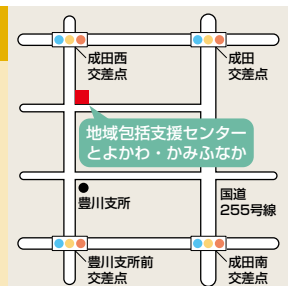 成田西
交差点
成田
交差点
地域包括支援センター
とよかわ・かみふなか
豊川支所
国道
255号線
豊川支所前
交差点
成田南
交差点